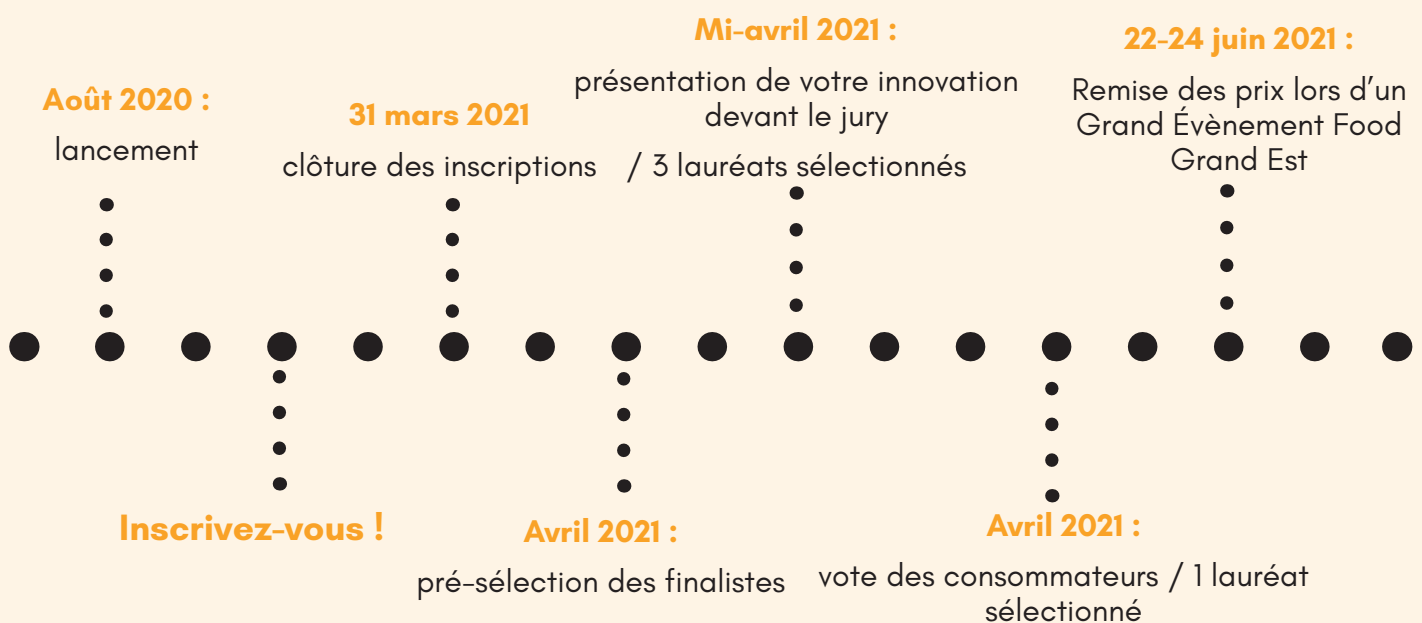 Août 2020 :
lancement
Inscrivez-vous !
31 mars 2021
clôture des inscriptions
Avril 2021 :
pré-sélection des finalistes
Mi-avril 2021 :
présentation de votre innovation
devant le jury
/ 3 lauréats sélectionnés
Avril 2021 :
vote des consommateurs / 1 lauréat
sélectionné
22-24 juin 2021 :
Remise des prix lors d'un
Grand Évènement Food
Grand Est